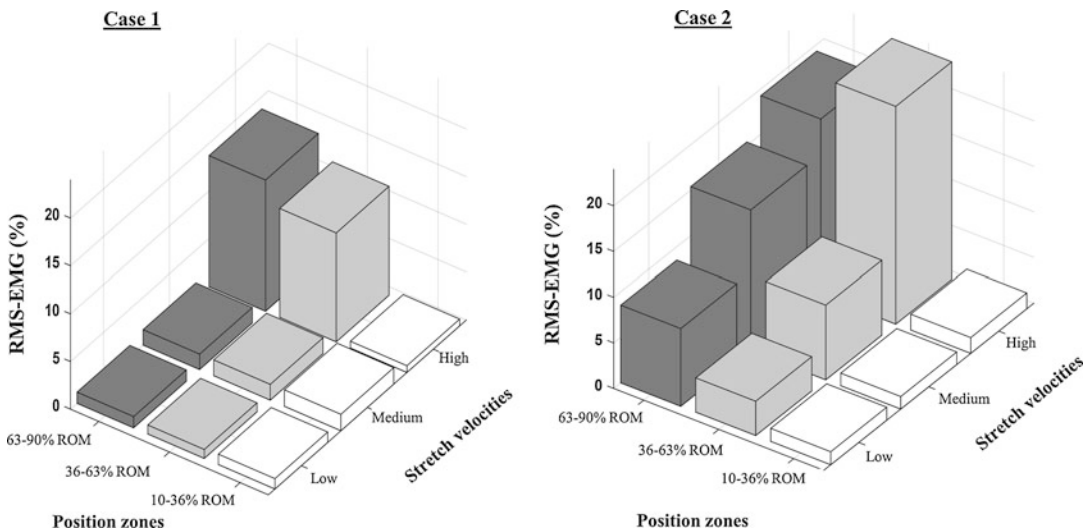 Case 1
RMS-EMG (%)
20
15
10
5
0
63-90% ROM
36-63% ROM
10-36% ROM
Position zones
Low
Medium
High
Stretch velocities
Case 2
RMS-EMG (%)
20
15
10
5
0
63-90% ROM
36-63% ROM
10-36% ROM
Position zones
Low
Medium
High
Stretch velocities